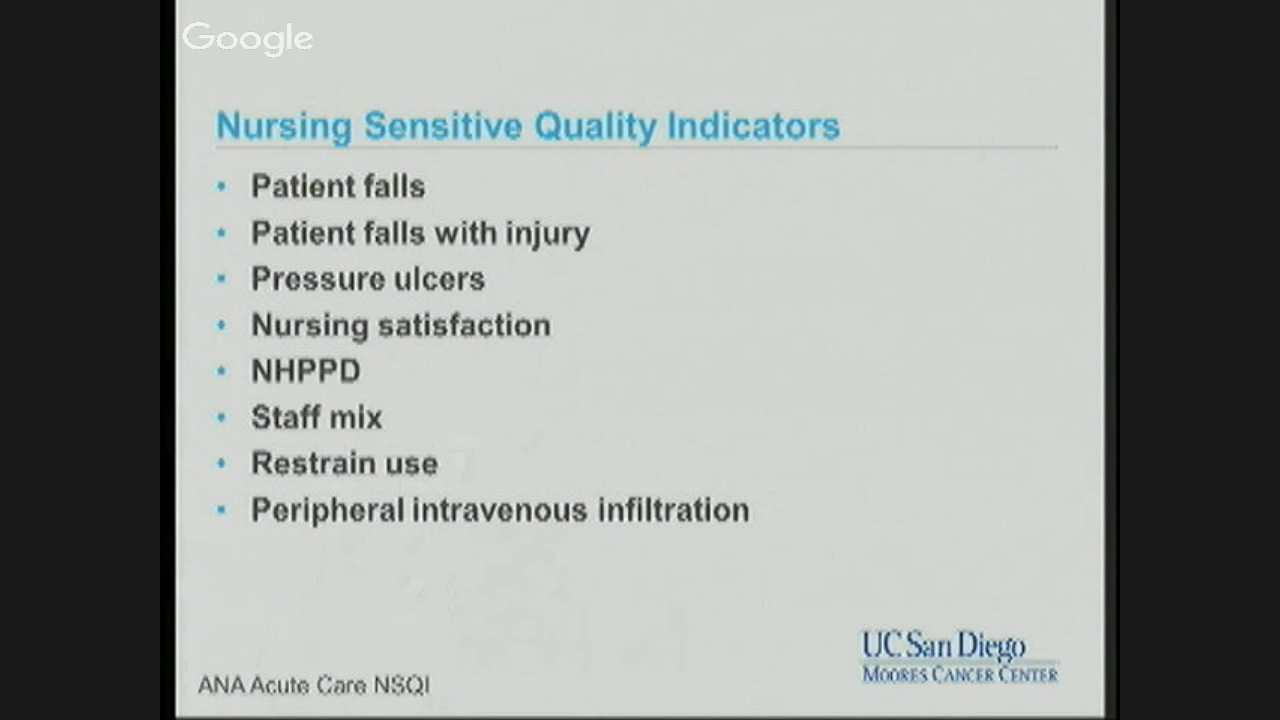 Google
Nursing Sensitive Quality Indicators
• Patient falls
• Patient falls with injury
• Pressure ulcers
• Nursing satisfaction
• NHPPD
• Staff mix
• Restrain use
• Peripheral intravenous infiltration
UC San Diego
MOORES CANCER CENTER
ANA Acute Care NSQI